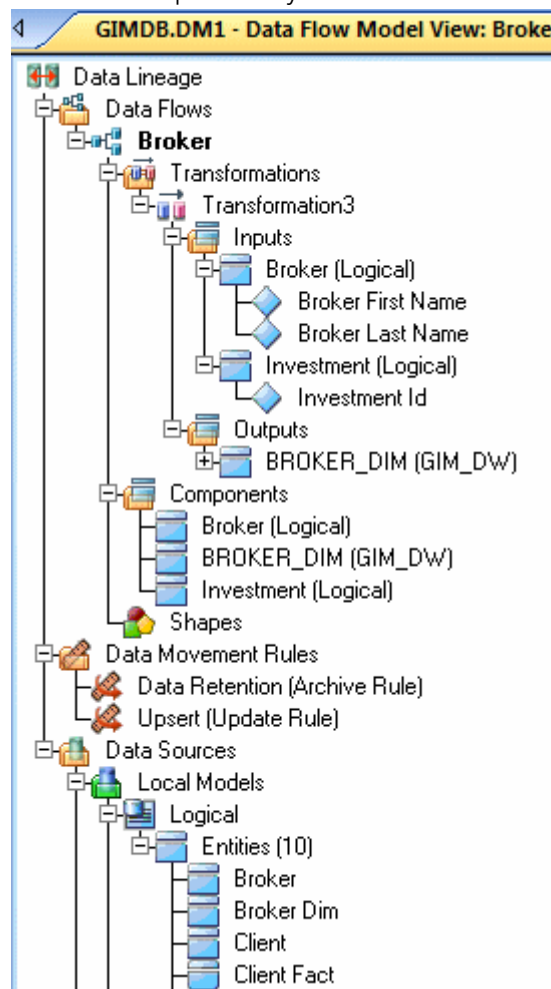 GIMDB.DM1 - Data Flow Model View: Broke
Data Lineage
Data Flows
Broker
Transformations
Transformation3
Inputs
Broker (Logical)
Broker First Name
Broker Last Name
Investment (Logical)
Investment Id
Outputs
BROKER_DIM (GIM_DW)
Components
Broker (Logical)
BROKER_DIM (GIM_DW)
Investment (Logical)
Shapes
Data Movement Rules
Data Retention (Archive Rule)
Upsert (Update Rule)
Data Sources
Local Models
Logical
Entities (10)
Broker
Broker Dim
Client
Client Fact